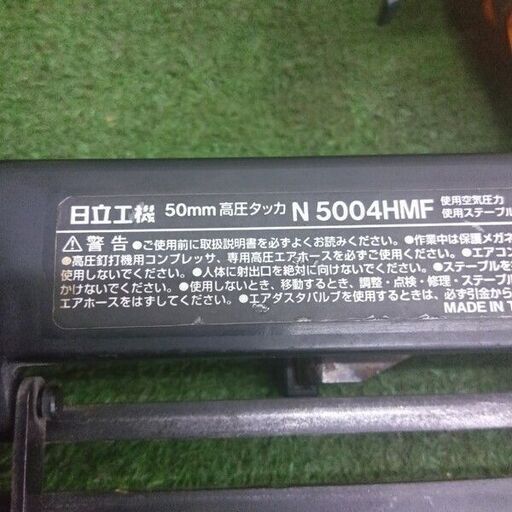 日立工機 50mm 高圧タッカ N 5004HMF 使用空気圧力
使用ステープル
⚠警告 ●ご使用前に取扱説明書を必ずよくお読みください。●作業中は保護メガネ
●高圧釘打機用コンプレッサ、専用高圧エアホースを必ずご使用ください。●エアコン
使用しないでください。●人体に射出口を絶対に向けないでください。●ステープルを
かけないでください。●使用しないとき、移動するとき、調整・点検・修理・ステープル
エアホースをはずしてください。●エアダスタバルブを使用するときは、必ず引金から
MADE IN